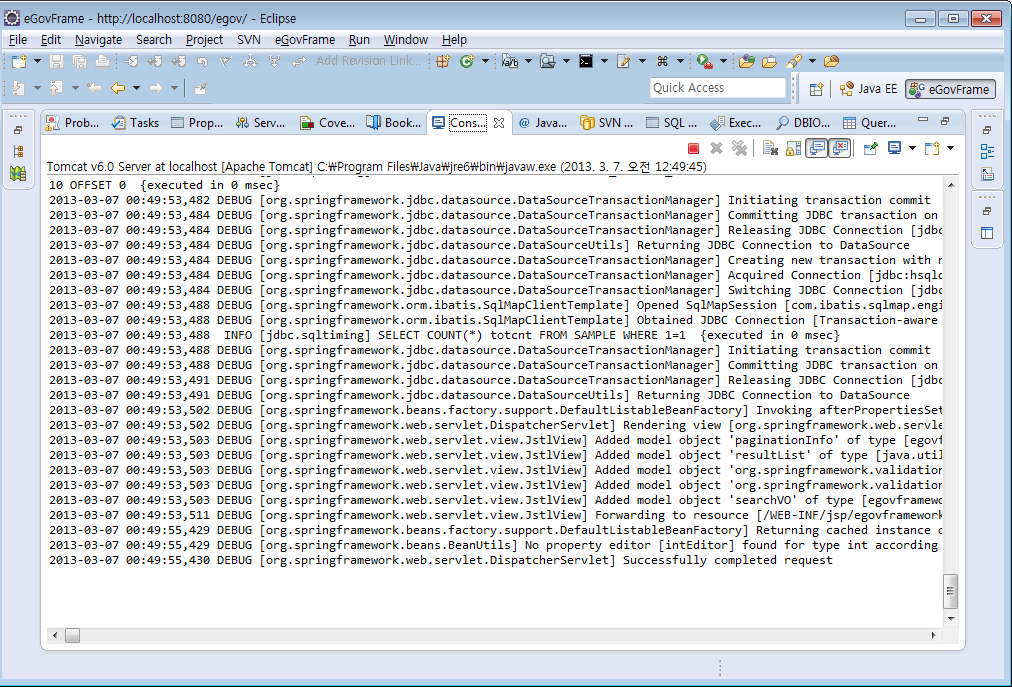 eGovFrame - http://localhost:8080/egov/ - Eclipse
File Edit Navigate Search Project SVN eGovFrame Run Window Help
Add Revision Link...
Quick Access
Java EE
eGovFrame
Prob... Tasks Prop... Serv... Cove... Book... Cons... Java... SVN ... SQL ... Exec... DBIO... Quer...
Tomcat v6.0 Server at localhost [Apache Tomcat] C:₩Program Files₩Java₩jre6₩bin₩javaw.exe (2013. 3. 7. 오전 12:49:45)
10 OFFSET 0  {executed in 0 msec}
2013-03-07 00:49:53,482 DEBUG [org.springframework.jdbc.datasource.DataSourceTransactionManager] Initiating transaction commit
2013-03-07 00:49:53,484 DEBUG [org.springframework.jdbc.datasource.DataSourceTransactionManager] Committing JDBC transaction on
2013-03-07 00:49:53,484 DEBUG [org.springframework.jdbc.datasource.DataSourceTransactionManager] Releasing JDBC Connection [jdbc
2013-03-07 00:49:53,484 DEBUG [org.springframework.jdbc.datasource.DataSourceUtils] Returning JDBC Connection to DataSource
2013-03-07 00:49:53,484 DEBUG [org.springframework.jdbc.datasource.DataSourceTransactionManager] Creating new transaction with n
2013-03-07 00:49:53,484 DEBUG [org.springframework.jdbc.datasource.DataSourceTransactionManager] Acquired Connection [jdbc:hsqld
2013-03-07 00:49:53,484 DEBUG [org.springframework.jdbc.datasource.DataSourceTransactionManager] Switching JDBC Connection [jdbc
2013-03-07 00:49:53,488 DEBUG [org.springframework.orm.ibatis.SqlMapClientTemplate] Opened SqlMapSession [com.ibatis.sqlmap.engi
2013-03-07 00:49:53,488 DEBUG [org.springframework.orm.ibatis.SqlMapClientTemplate] Obtained JDBC Connection [Transaction-aware
2013-03-07 00:49:53,488  INFO [jdbc.sqltiming] SELECT COUNT(*) totcnt FROM SAMPLE WHERE 1=1  {executed in 0 msec}
2013-03-07 00:49:53,488 DEBUG [org.springframework.jdbc.datasource.DataSourceTransactionManager] Initiating transaction commit
2013-03-07 00:49:53,488 DEBUG [org.springframework.jdbc.datasource.DataSourceTransactionManager] Committing JDBC transaction on
2013-03-07 00:49:53,491 DEBUG [org.springframework.jdbc.datasource.DataSourceTransactionManager] Releasing JDBC Connection [jdbc
2013-03-07 00:49:53,491 DEBUG [org.springframework.jdbc.datasource.DataSourceUtils] Returning JDBC Connection to DataSource
2013-03-07 00:49:53,502 DEBUG [org.springframework.beans.factory.support.DefaultListableBeanFactory] Invoking afterPropertiesSet
2013-03-07 00:49:53,502 DEBUG [org.springframework.web.servlet.DispatcherServlet] Rendering view [org.springframework.web.servle
2013-03-07 00:49:53,503 DEBUG [org.springframework.web.servlet.view.JstlView] Added model object 'paginationInfo' of type [egovf
2013-03-07 00:49:53,503 DEBUG [org.springframework.web.servlet.view.JstlView] Added model object 'resultList' of type [java.util
2013-03-07 00:49:53,503 DEBUG [org.springframework.web.servlet.view.JstlView] Added model object 'org.springframework.validation
2013-03-07 00:49:53,503 DEBUG [org.springframework.web.servlet.view.JstlView] Added model object 'org.springframework.validation
2013-03-07 00:49:53,503 DEBUG [org.springframework.web.servlet.view.JstlView] Added model object 'searchVO' of type [egovframewo
2013-03-07 00:49:53,511 DEBUG [org.springframework.web.servlet.view.JstlView] Forwarding to resource [/WEB-INF/jsp/egovframework
2013-03-07 00:49:55,429 DEBUG [org.springframework.beans.factory.support.DefaultListableBeanFactory] Returning cached instance o
2013-03-07 00:49:55,429 DEBUG [org.springframework.beans.BeanUtils] No property editor [intEditor] found for type int according
2013-03-07 00:49:55,430 DEBUG [org.springframework.web.servlet.DispatcherServlet] Successfully completed request